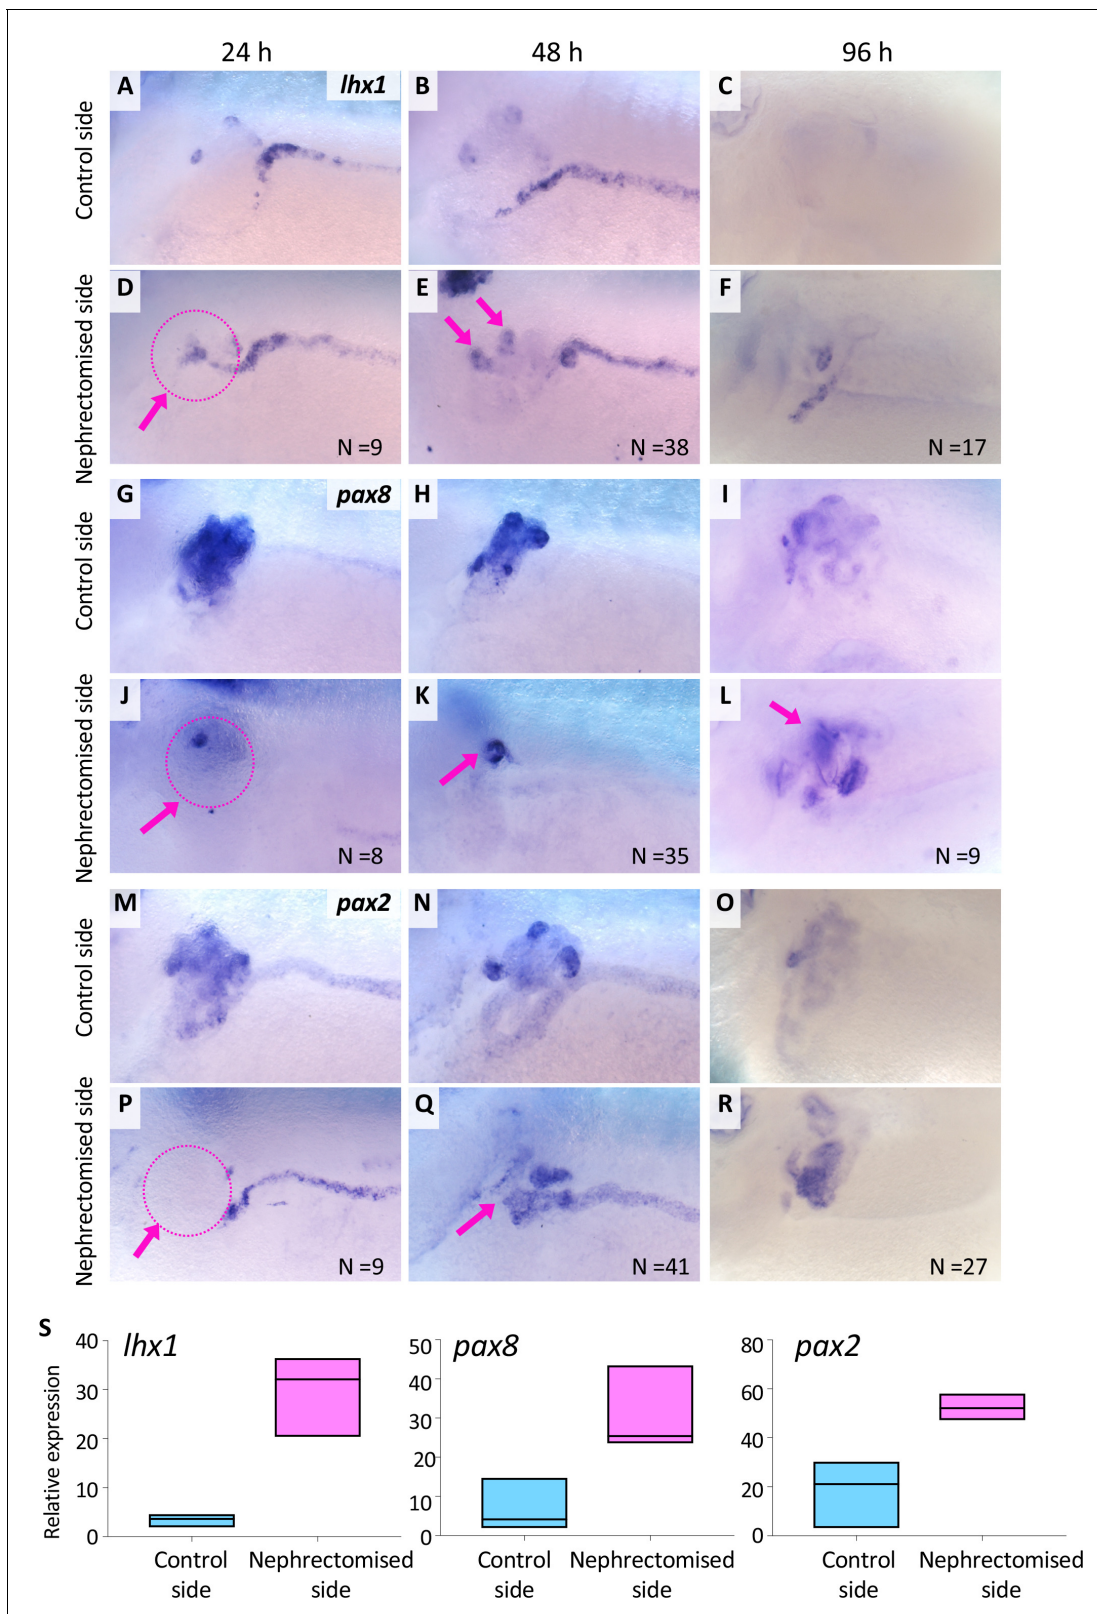 24 h 48 h 96 h
Control side
A lhx1 B C
Nephrectomised side
D E F
N =9 N =38 N =17
Control side
G pax8 H I
Nephrectomised side
J K L
N =8 N =35 N =9
Control side
M pax2 N O
Nephrectomised side
P Q R
N =9 N =41 N =27
S
Relative expression
lhx1
40
30
20
10
0
Control side
Nephrectomised side
pax8
50
40
30
20
10
0
Control side
Nephrectomised side
pax2
80
60
40
20
0
Control side
Nephrectomised side